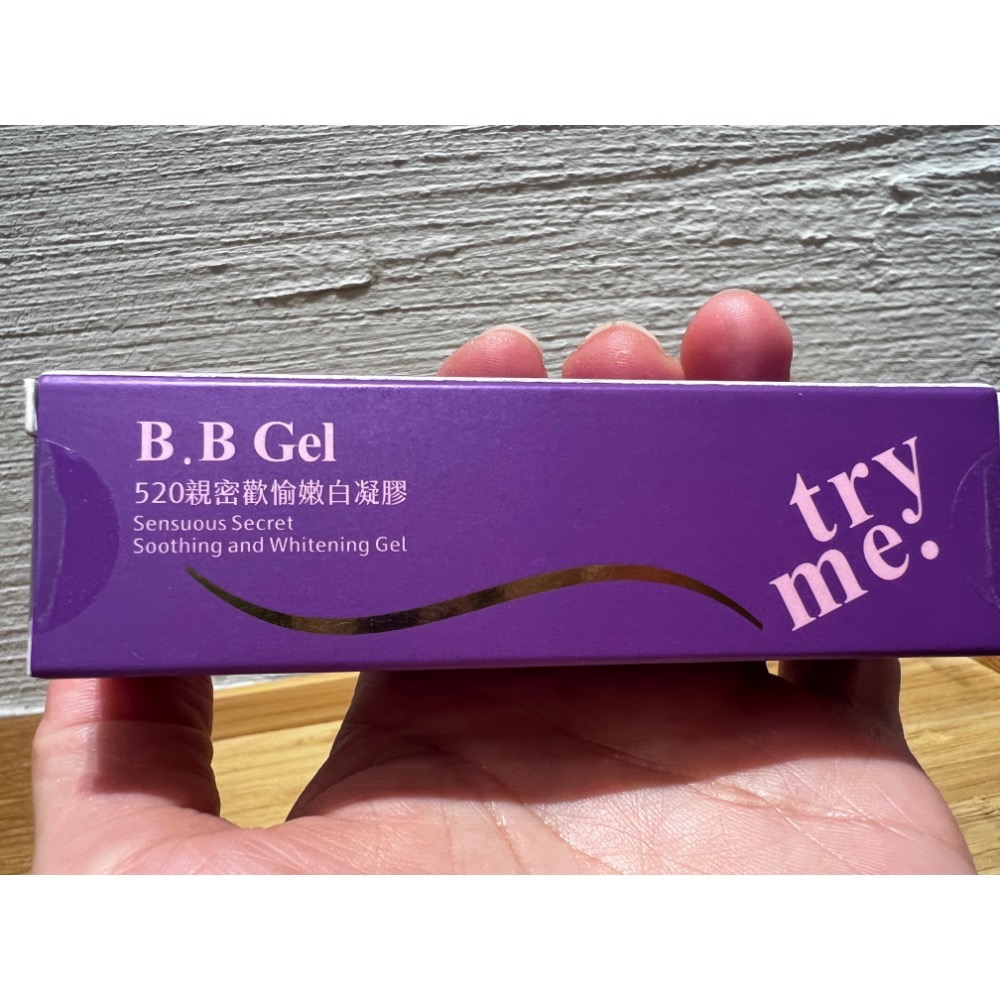 B.B Gel
520親密歡愉嫩白凝膠
Sensuous Secret
Soothing and Whitening Gel
try
me.